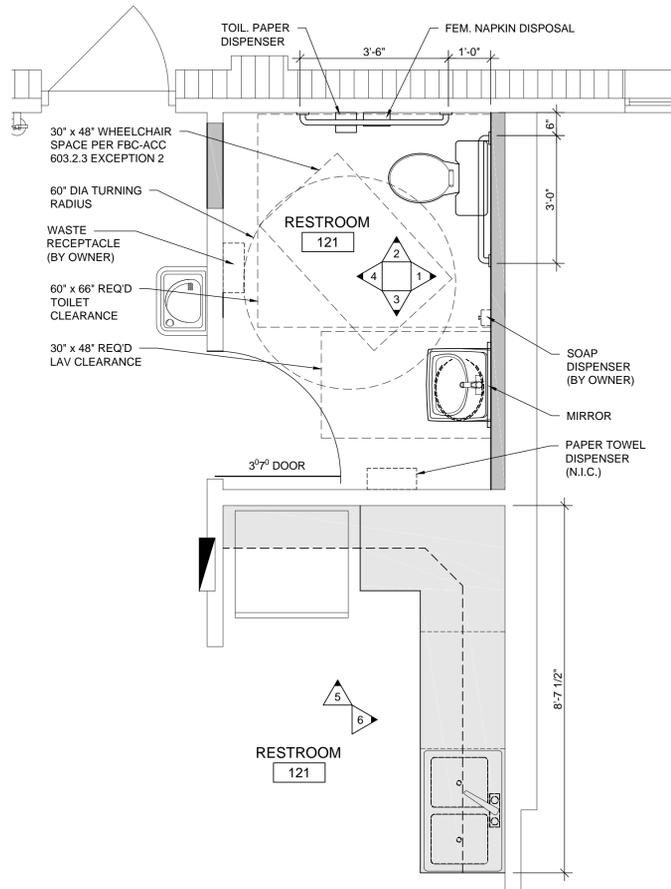 TOIL. PAPER
DISPENSER
FEM. NAPKIN DISPOSAL
3'-6"
1'-0"
30" x 48" WHEELCHAIR
SPACE PER FBC-ACC
603.2.3 EXCEPTION 2
6"
60" DIA TURNING
RADIUS
3'-0"
RESTROOM
121
WASTE
RECEPTACLE
(BY OWNER)
2
4
1
3
60" x 66" REQ'D
TOILET
CLEARANCE
30" x 48" REQ'D
LAV CLEARANCE
SOAP
DISPENSER
(BY OWNER)
MIRROR
PAPER TOWEL
DISPENSER
(N.I.C.)
3⁰7⁰ DOOR
8'-7 1/2"
5
6
RESTROOM
121